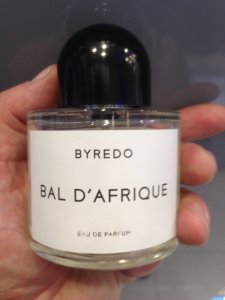 BYREDO
BAL D'AFRIQUE
EAU DE PARFUM